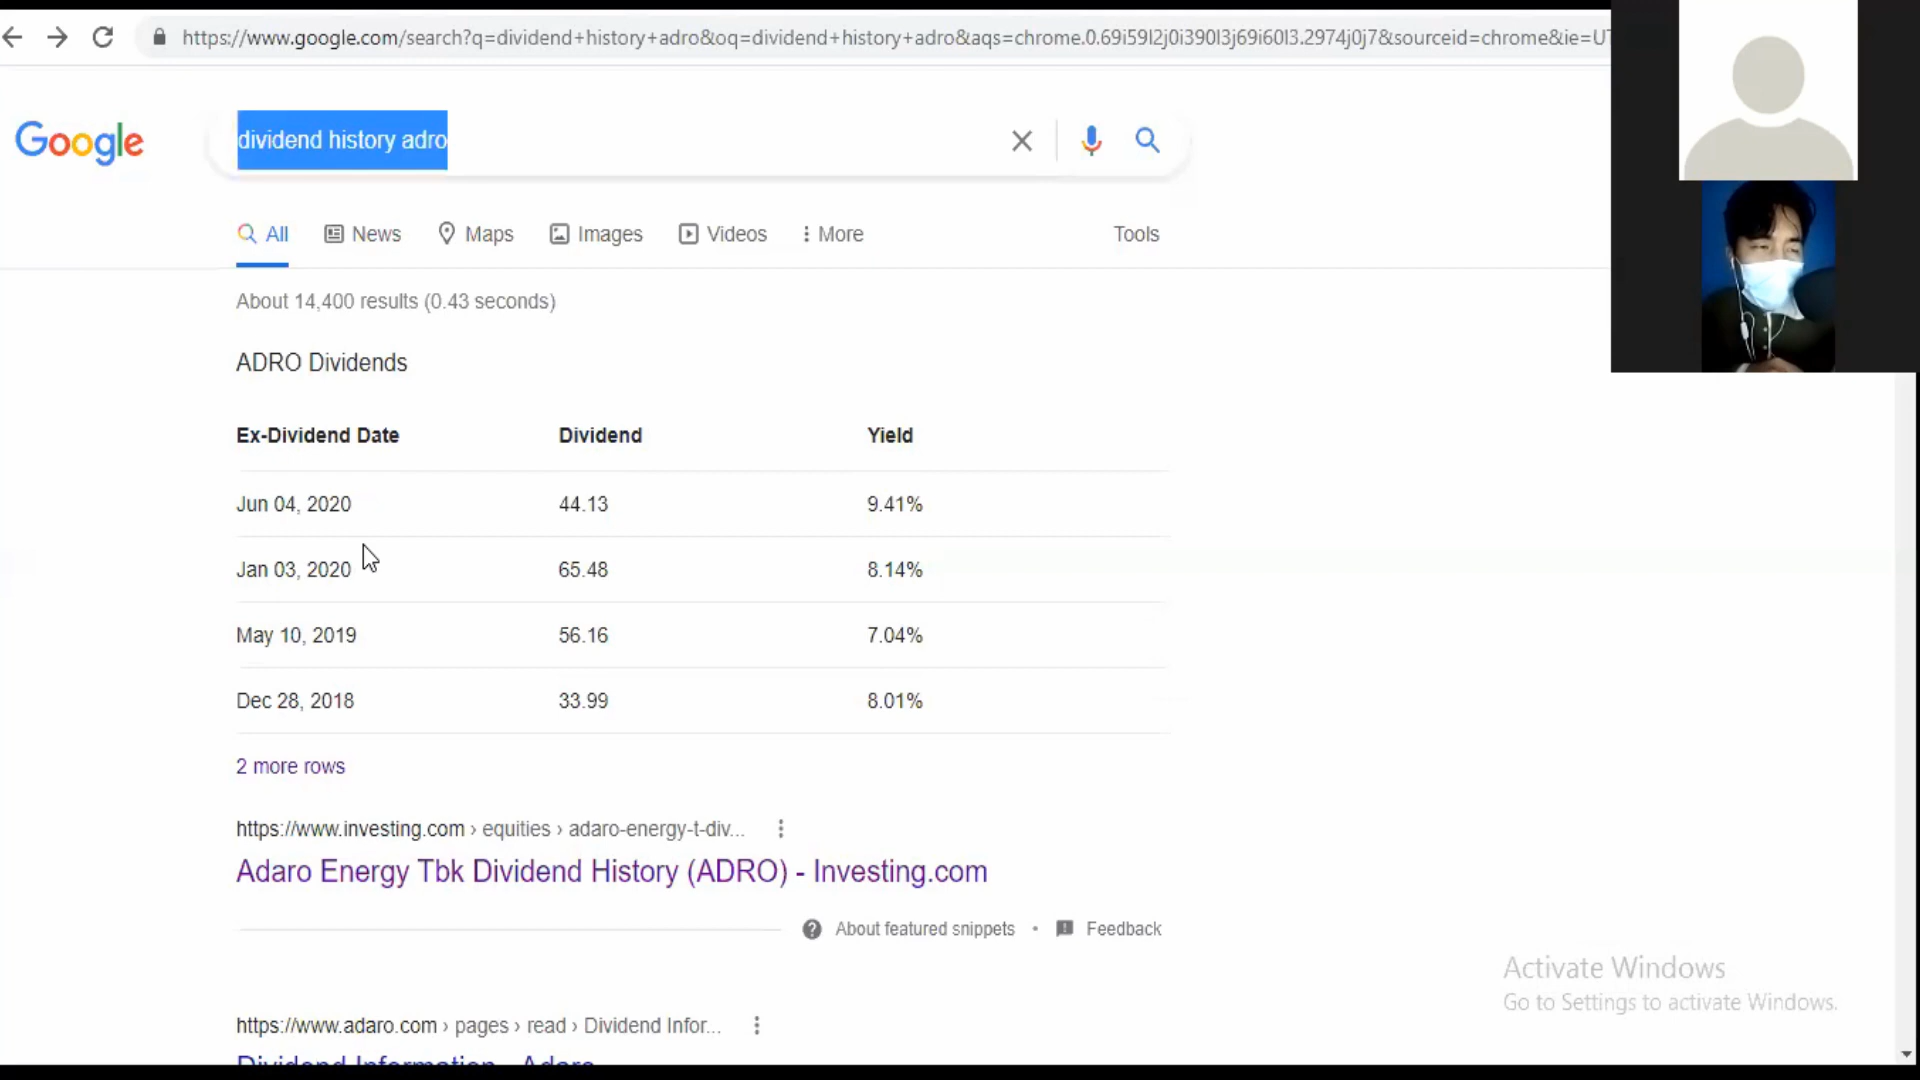 https://www.google.com/search?q=dividend+history+adro&oq=dividend+history+adro&aqs=chrome.0.69i59l2j0i390l3j69i60l3.2974j0j7&sourceid=chrome&ie=UT
Google
dividend history adro
All News Maps Images Videos More Tools
About 14,400 results (0.43 seconds)
ADRO Dividends
Ex-Dividend Date Dividend Yield
Jun 04, 2020 44.13 9.41%
Jan 03, 2020 65.48 8.14%
May 10, 2019 56.16 7.04%
Dec 28, 2018 33.99 8.01%
2 more rows
https://www.investing.com › equities › adaro-energy-t-div...
Adaro Energy Tbk Dividend History (ADRO) - Investing.com
About featured snippets • Feedback
https://www.adaro.com › pages › read › Dividend Infor...
Dividend Information - Adaro
Activate Windows
Go to Settings to activate Windows.